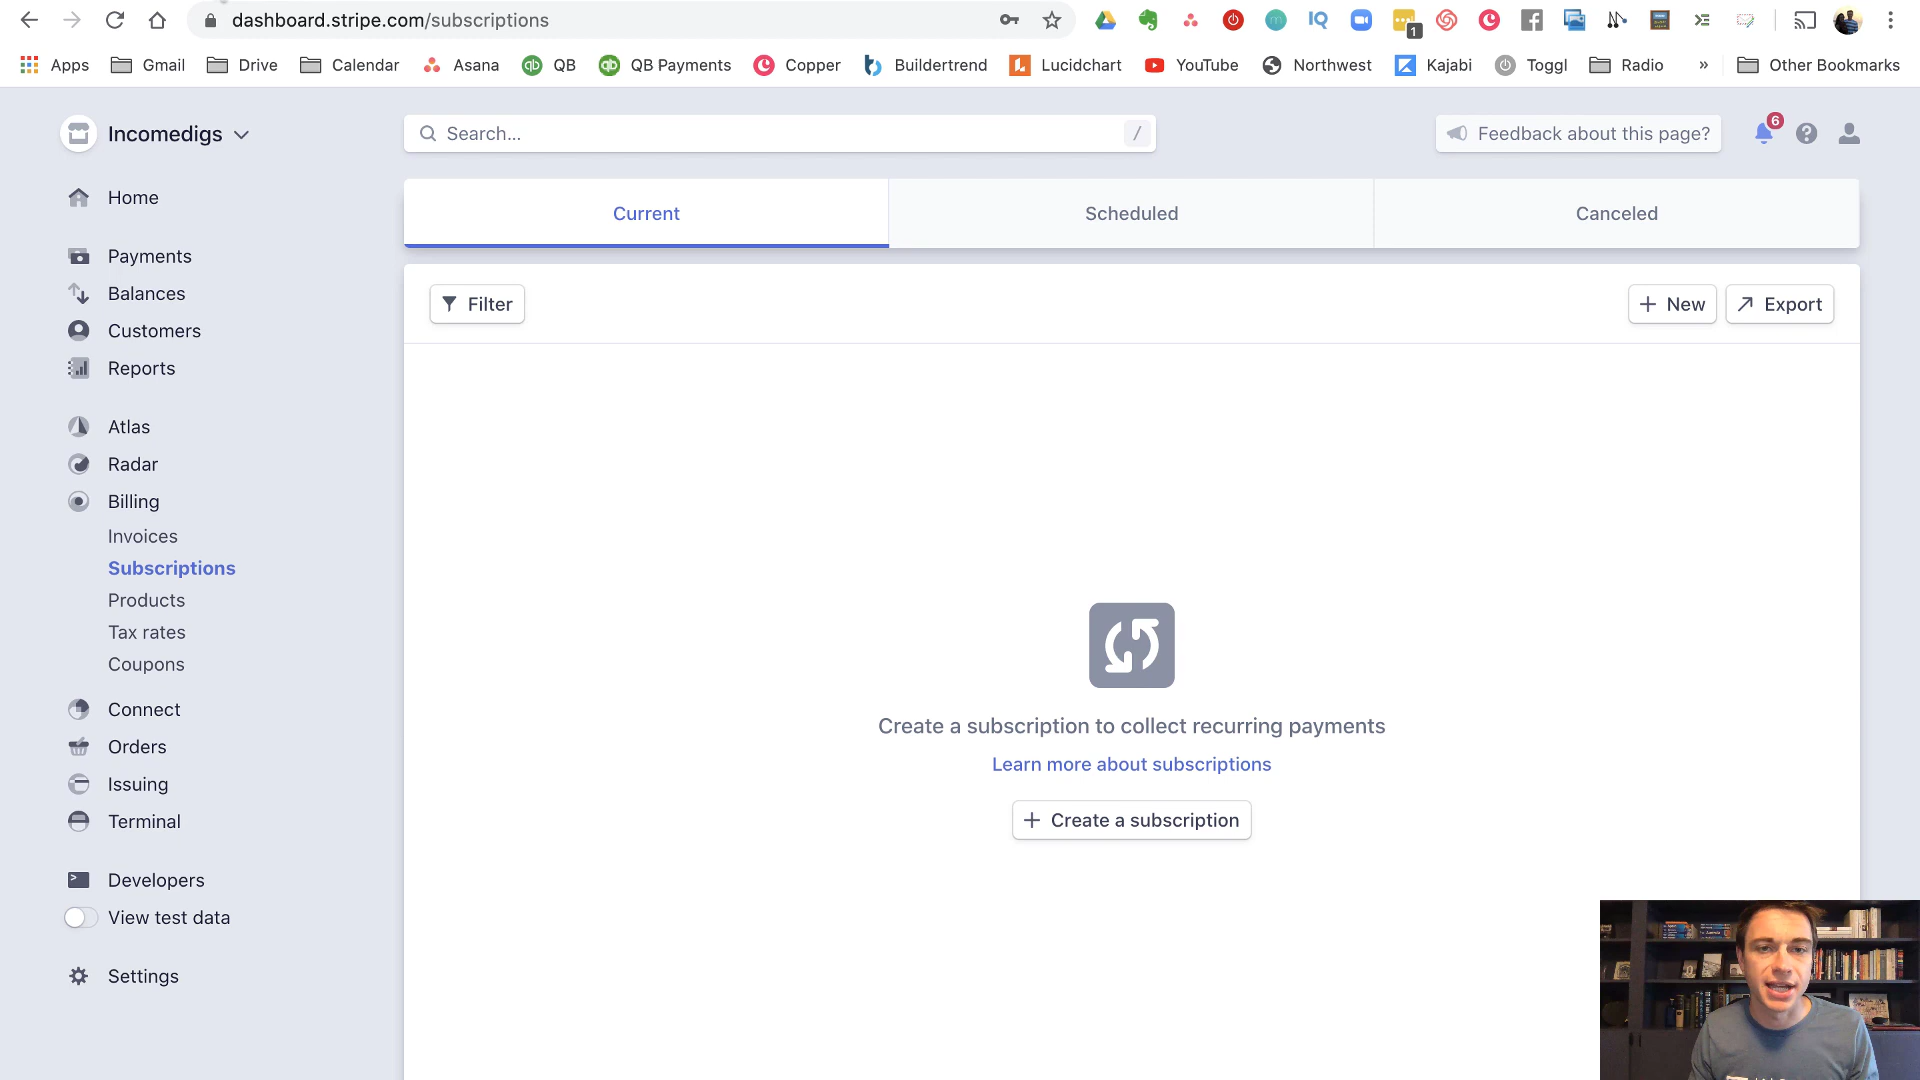 dashboard.stripe.com/subscriptions
1
Apps Gmail Drive Calendar Asana QB QB Payments Copper Buildertrend Lucidchart YouTube Northwest Kajabi Toggl Radio » Other Bookmarks
Incomedigs
Search... /
Feedback about this page?
6
Home
Payments
Balances
Customers
Reports
Atlas
Radar
Billing
Invoices
Subscriptions
Products
Tax rates
Coupons
Connect
Orders
Issuing
Terminal
Developers
View test data
Settings
Current Scheduled Canceled
Filter
+ New
Export
Create a subscription to collect recurring payments
Learn more about subscriptions
+ Create a subscription